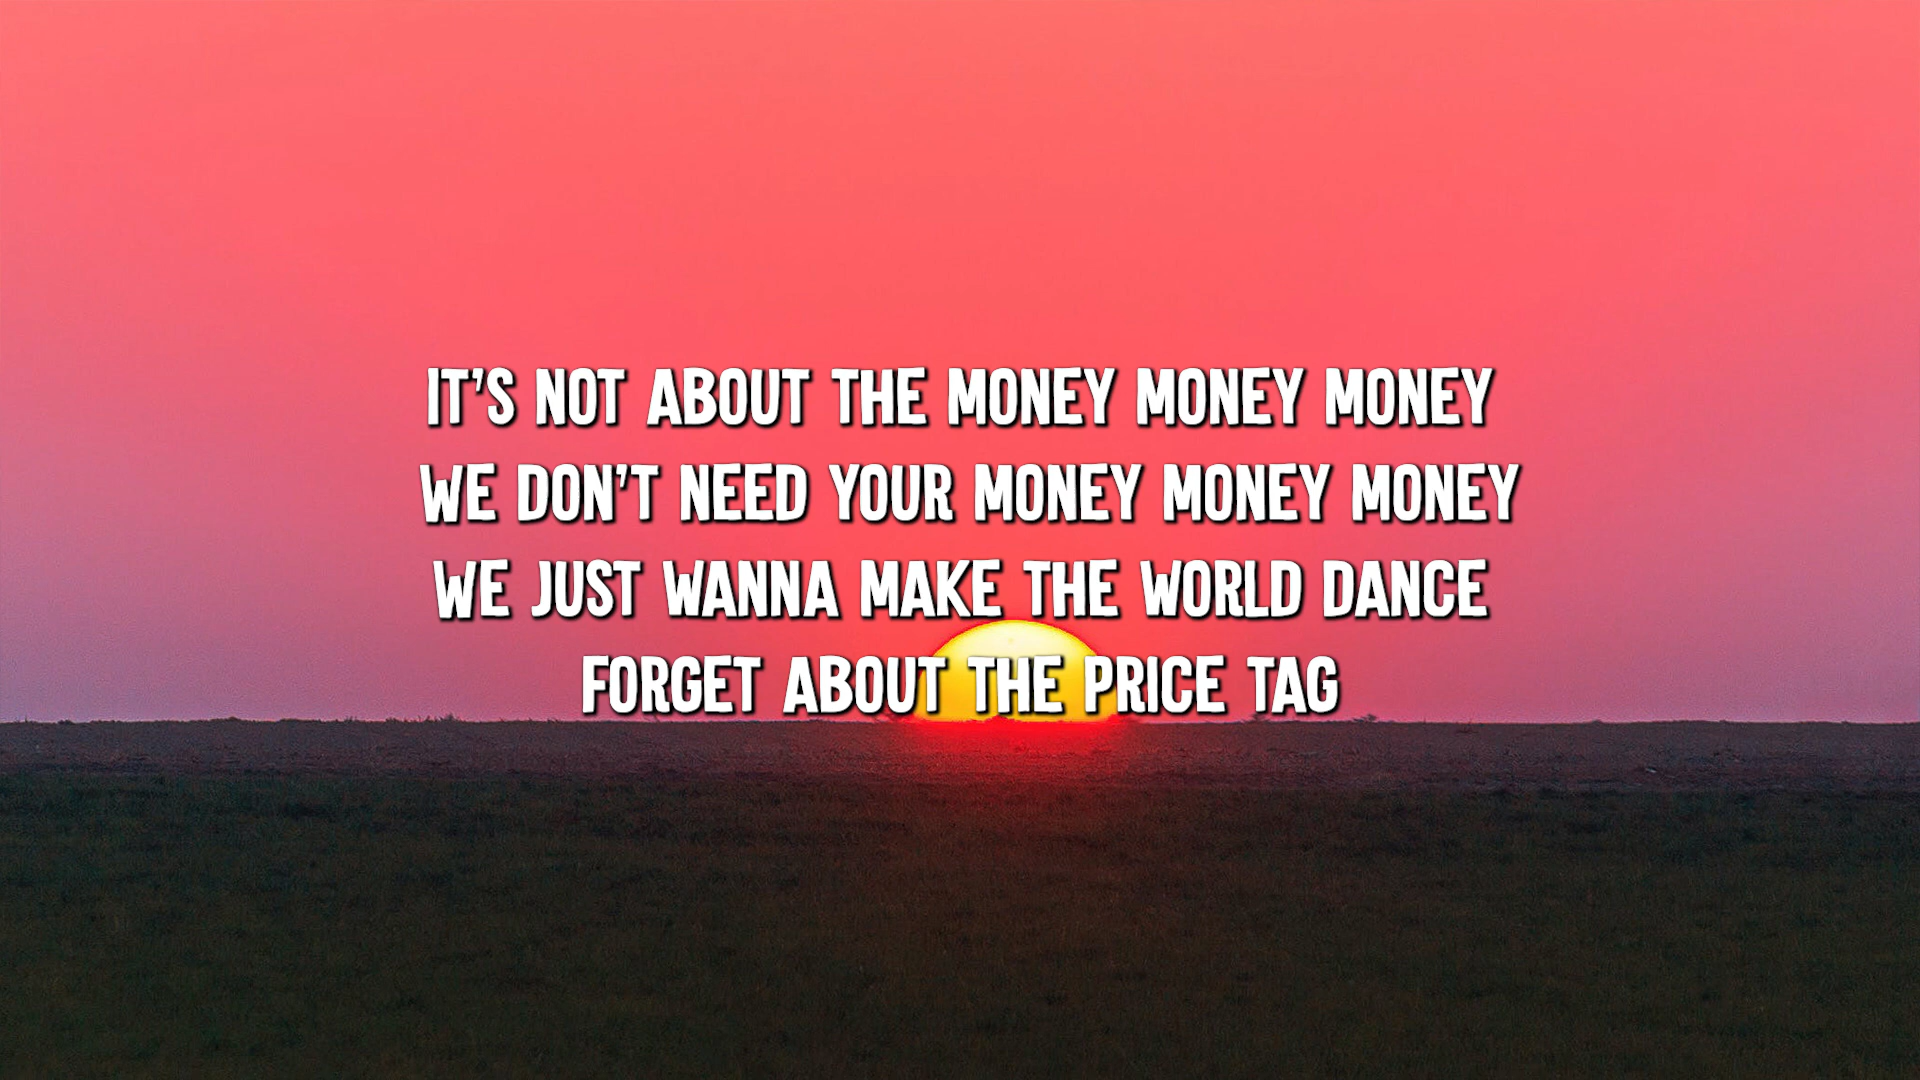 IT'S NOT ABOUT THE MONEY MONEY MONEY
WE DON'T NEED YOUR MONEY MONEY MONEY
WE JUST WANNA MAKE THE WORLD DANCE
FORGET ABOUT THE PRICE TAG